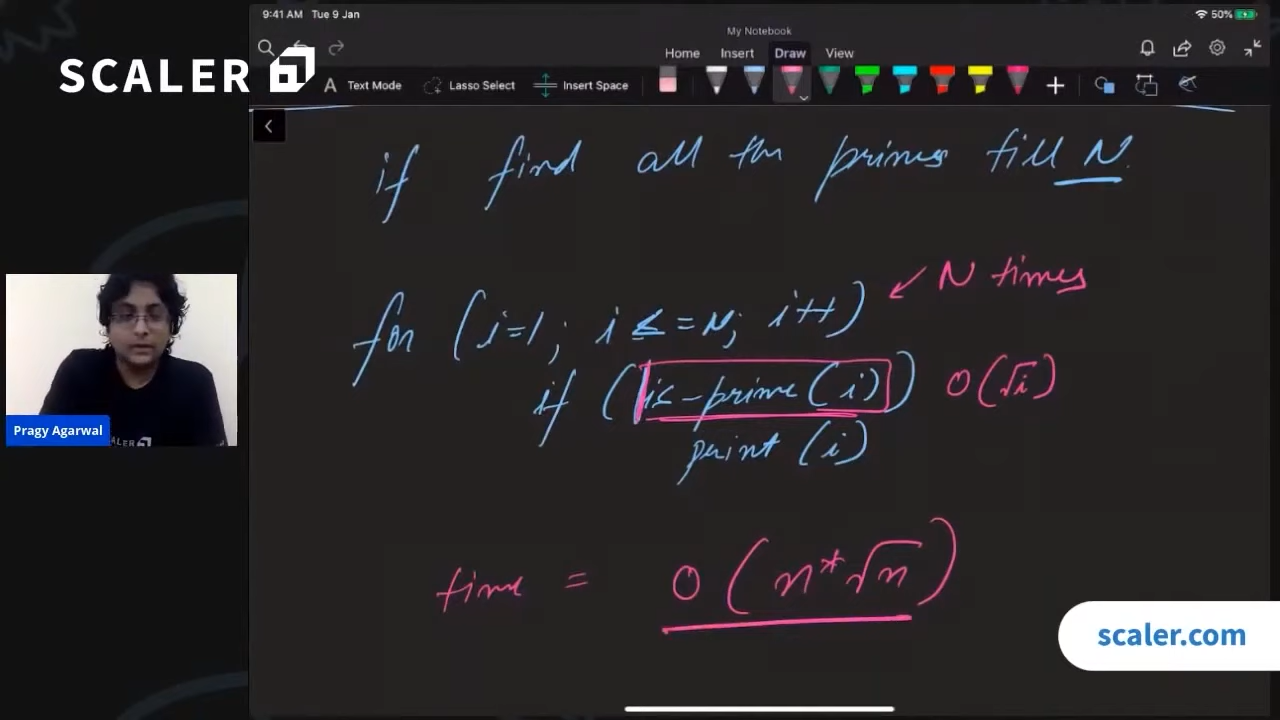 9:41 AM Tue 9 Jan
50%
My Notebook
SCALER
Home Insert Draw View
A Text Mode Lasso Select Insert Space
if find all the primes till N
for (i=1; i <= N; i++) N times
if (is-prime(i)) O(√i)
print (i)
Pragy Agarwal
time = O(n*√n)
scaler.com